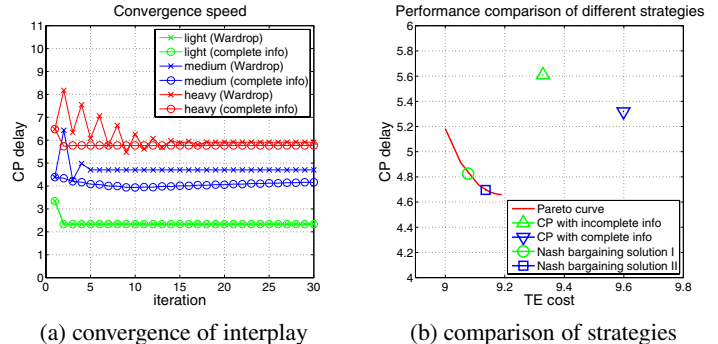 Convergence speed
11
10
9
8
7
6
5
4
3
2
1
0
CP delay
light (Wardrop)
light (complete info)
medium (Wardrop)
medium (complete info)
heavy (Wardrop)
heavy (complete info)
0 5 10 15 20 25 30
iteration
(a) convergence of interplay
Performance comparison of different strategies
6
5.8
5.6
5.4
5.2
5
4.8
4.6
4.4
4.2
4
CP delay
Pareto curve
CP with incomplete info
CP with complete info
Nash bargaining solution I
Nash bargaining solution II
9 9.2 9.4 9.6 9.8
TE cost
(b) comparison of strategies